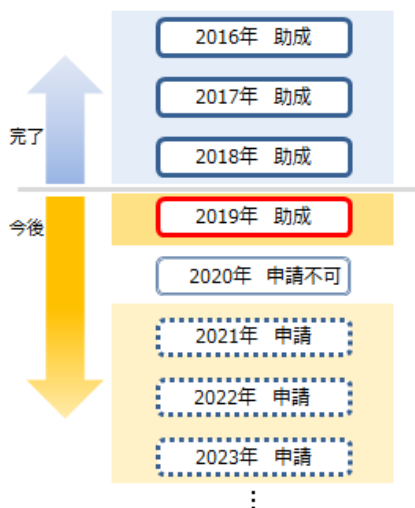 2016年 助成
2017年 助成
完了
2018年 助成
2019年 助成
今後
2020年 申請不可
2021年 申請
2022年 申請
2023年 申請
⋮